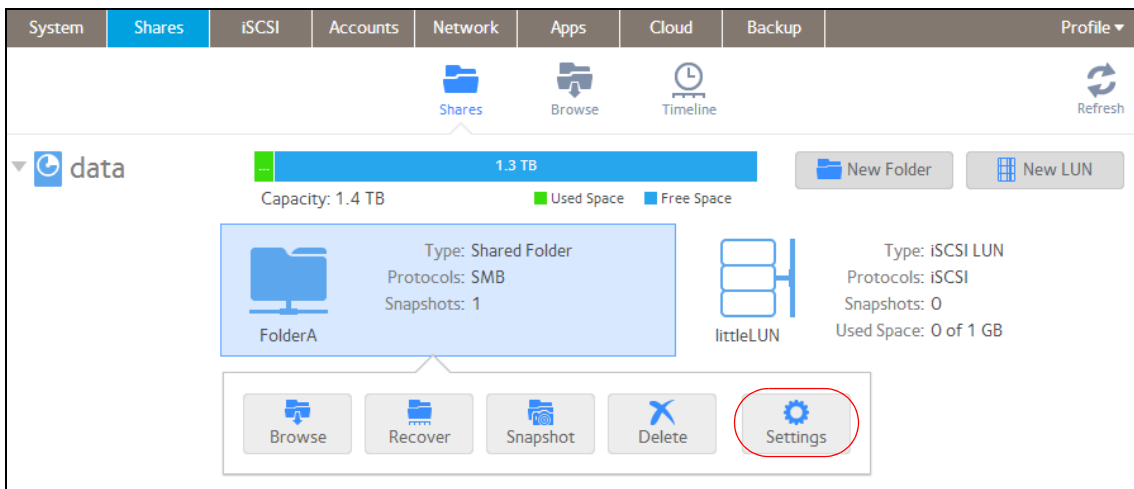 System Shares iSCSI Accounts Network Apps Cloud Backup Profile
Shares Browse Timeline Refresh
data ... 1.3 TB New Folder New LUN
Capacity: 1.4 TB Used Space Free Space
Type: Shared Folder
Protocols: SMB
Snapshots: 1
FolderA
Type: iSCSI LUN
Protocols: iSCSI
Snapshots: 0
Used Space: 0 of 1 GB
littleLUN
Browse Recover Snapshot Delete Settings